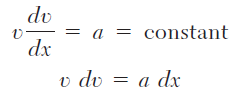 v dv/dx = a = constant
v dv = a dx